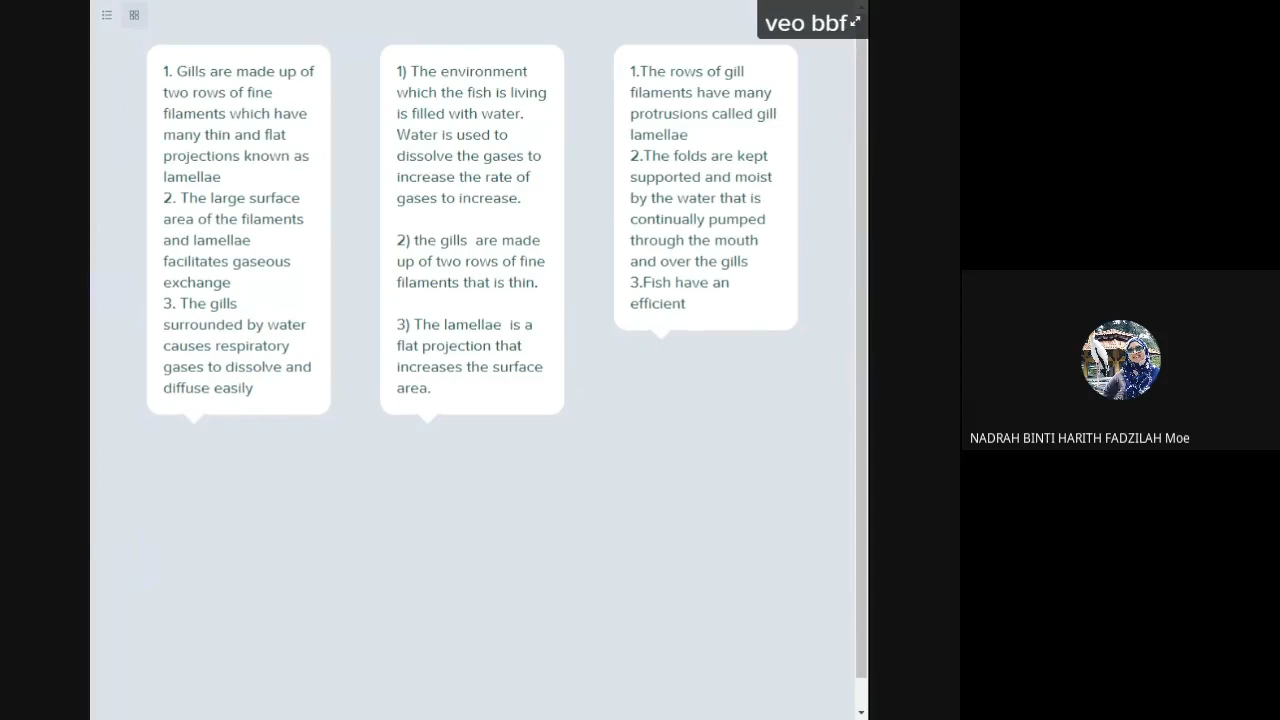 veo bbf
1. Gills are made up of
two rows of fine
filaments which have
many thin and flat
projections known as
lamellae
2. The large surface
area of the filaments
and lamellae
facilitates gaseous
exchange
3. The gills
surrounded by water
causes respiratory
gases to dissolve and
diffuse easily
1) The environment
which the fish is living
is filled with water.
Water is used to
dissolve the gases to
increase the rate of
gases to increase.
2) the gills  are made
up of two rows of fine
filaments that is thin.
3) The lamellae  is a
flat projection that
increases the surface
area.
1.The rows of gill
filaments have many
protrusions called gill
lamellae
2.The folds are kept
supported and moist
by the water that is
continually pumped
through the mouth
and over the gills
3.Fish have an
efficient
NADRAH BINTI HARITH FADZILAH Moe